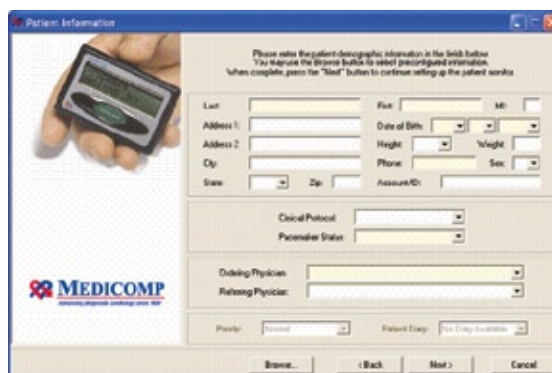 Patient Information
Please enter the patient demographic information in the fields below.
You may use the Browse button to select preconfigured information.
When complete, press the "Next" button to continue setting up the patient monitor.
Last: First: MI:
Address 1: Date of Birth:
Address 2: Height: Weight:
City: Phone: Sex:
State: Zip: Account/ID:
Clinical Protocol:
Pacemaker Status:
MEDICOMP
Ordering Physician:
Referring Physician:
Priority: Normal Patient Diary: No Diary Available
Browse... < Back Next > Cancel